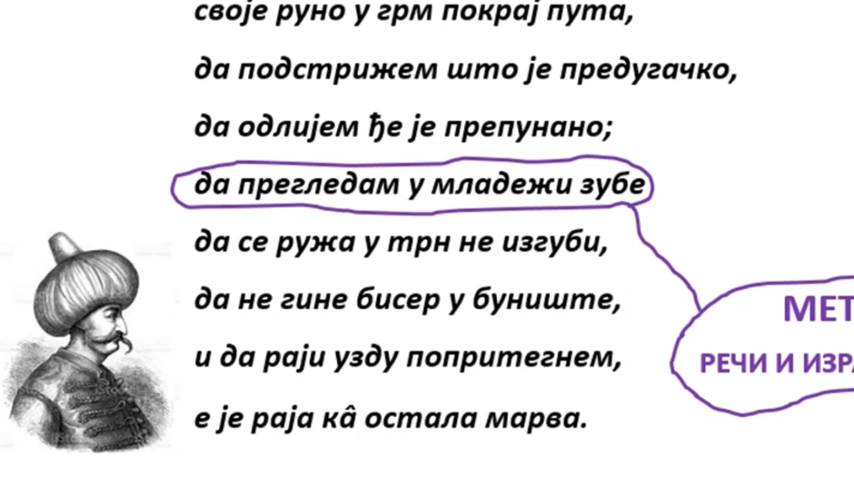 своје руно у грм покрај пута,
да подстрижем што је предугачко,
да одлијем ђе је препунано;
да прегледам у младежи зубе
да се ружа у трн не изгуби,
да не гине бисер у буниште,
и да раји узду попритегнем,
е је раја кâ остала марва.
МЕТ
РЕЧИ И ИЗРА